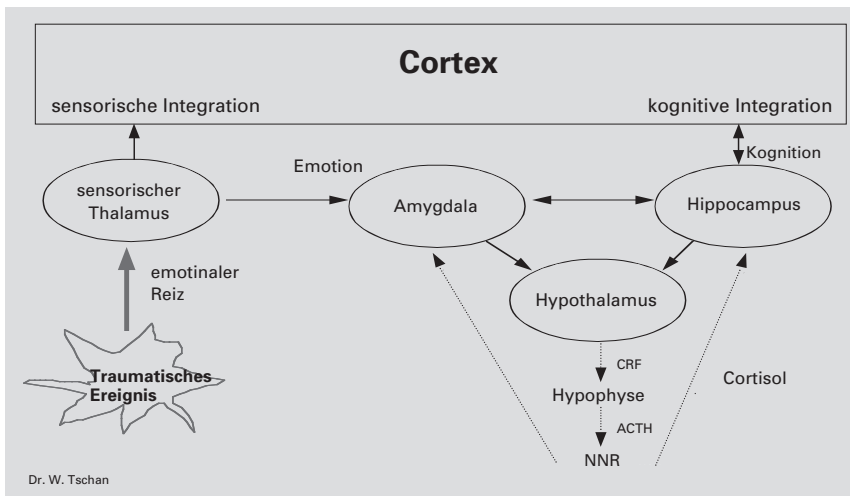 Cortex
sensorische Integration
kognitive Integration
Emotion
Kognition
sensorischer
Thalamus
Amygdala
Hippocampus
emotinaler
Reiz
Hypothalamus
Traumatisches
Ereignis
CRF
Cortisol
Hypophyse
ACTH
NNR
Dr. W. Tschan